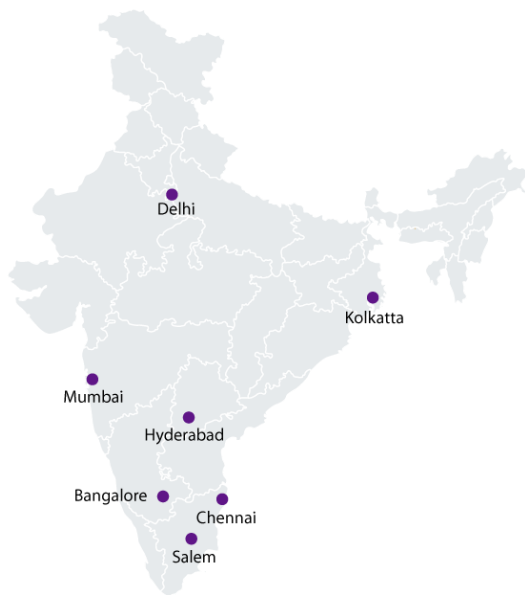 Delhi
Kolkatta
Mumbai
Hyderabad
Bangalore
Chennai
Salem